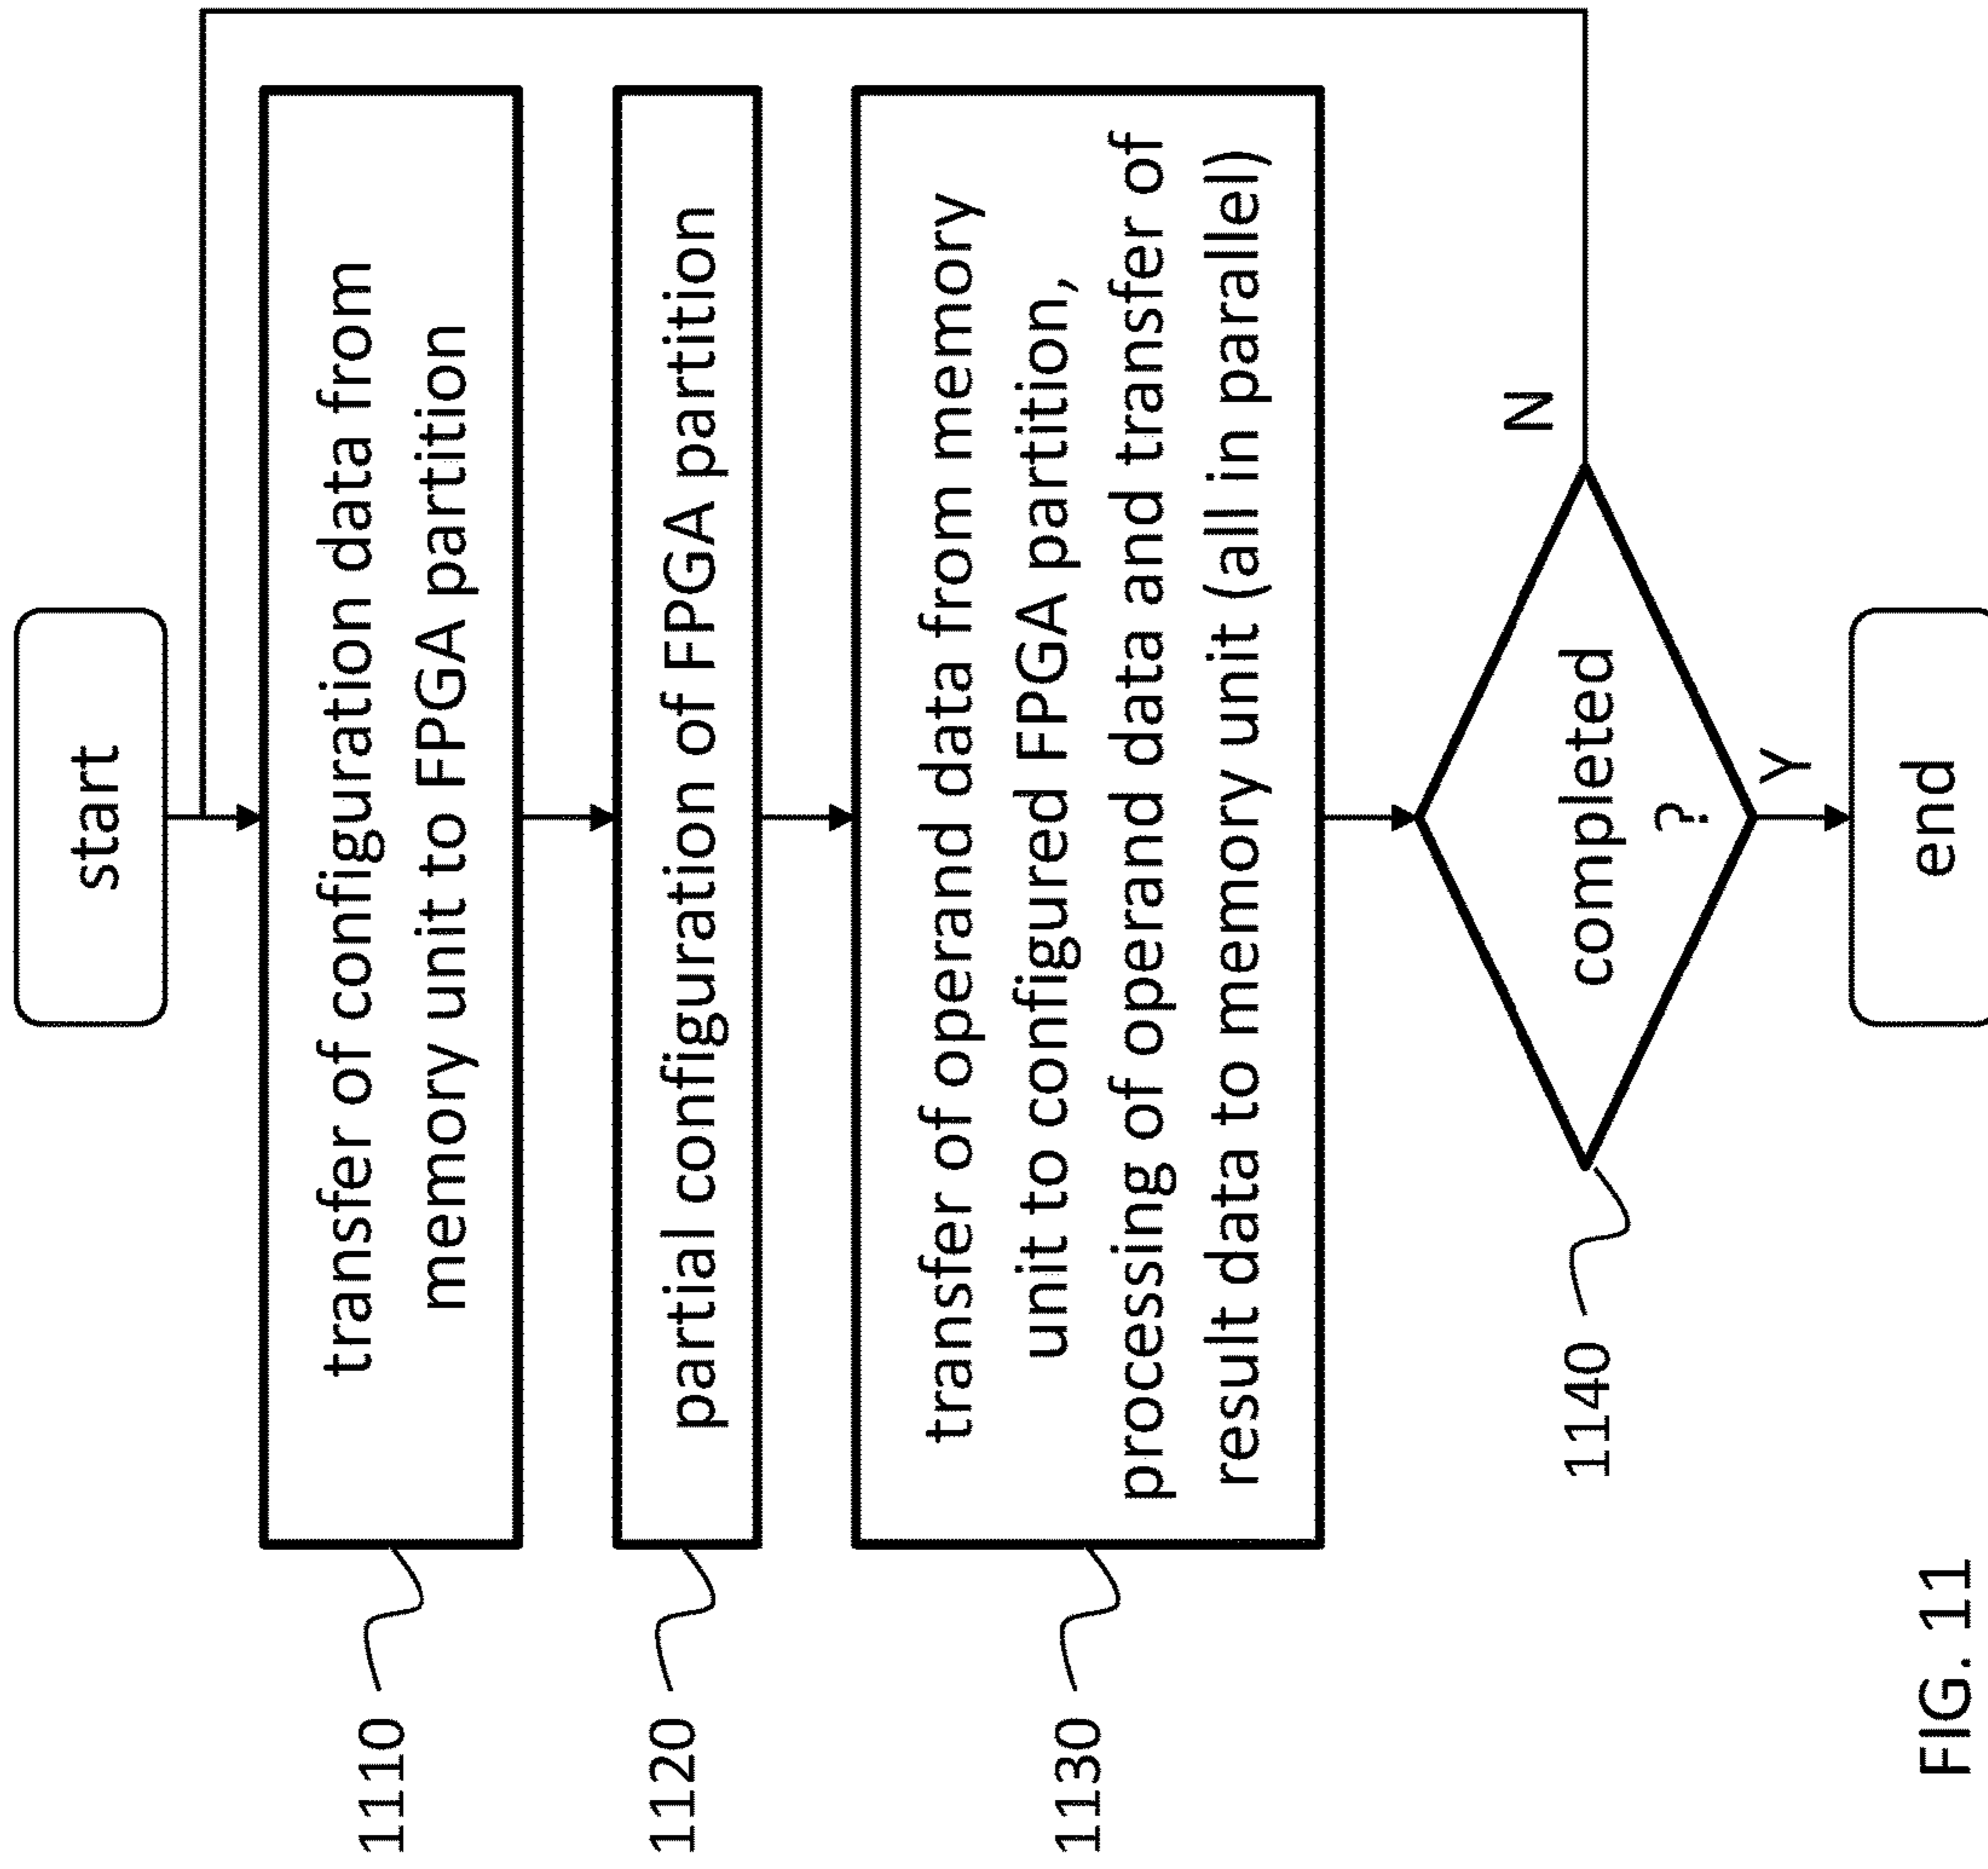 start
1110
transfer of configuration data from
memory unit to FPGA partition
1120
partial configuration of FPGA partition
1130
transfer of operand data from memory
unit to configured FPGA partition,
processing of operand data and transfer of
result data to memory unit (all in parallel)
1140
completed
?
N
Y
end
FIG. 11